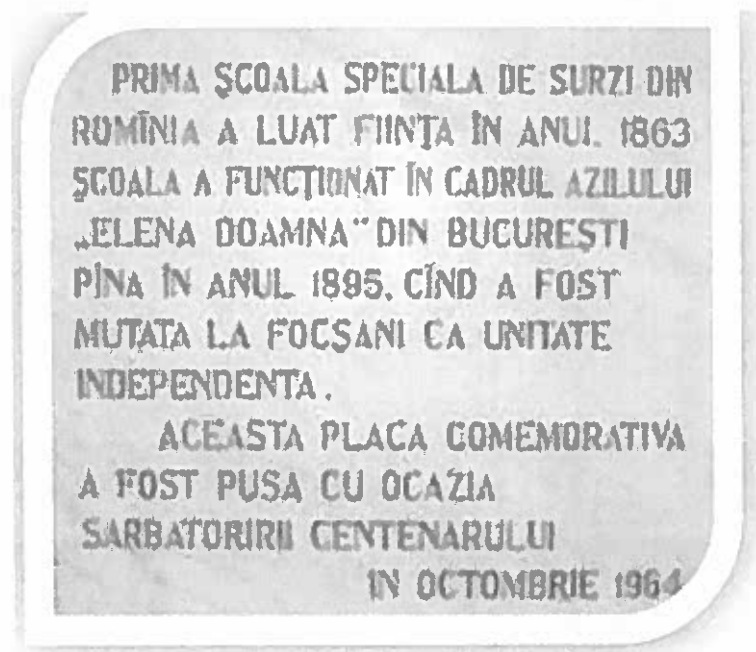 PRIMA ŞCOALA SPECIALA DE SURZI DIN
ROMÎNIA A LUAT FIINŢA ÎN ANUL 1863
ŞCOALA A FUNCŢIONAT ÎN CADRUL AZILULUI
„ELENA DOAMNA" DIN BUCUREŞTI
PÎNA ÎN ANUL 1895, CÎND A FOST
MUTATA LA FOCŞANI CA UNITATE
INDEPENDENTA.
ACEASTA PLACA COMEMORATIVA
A FOST PUSA CU OCAZIA
SARBATORIRII CENTENARULUI
IN OCTOMBRIE 1964